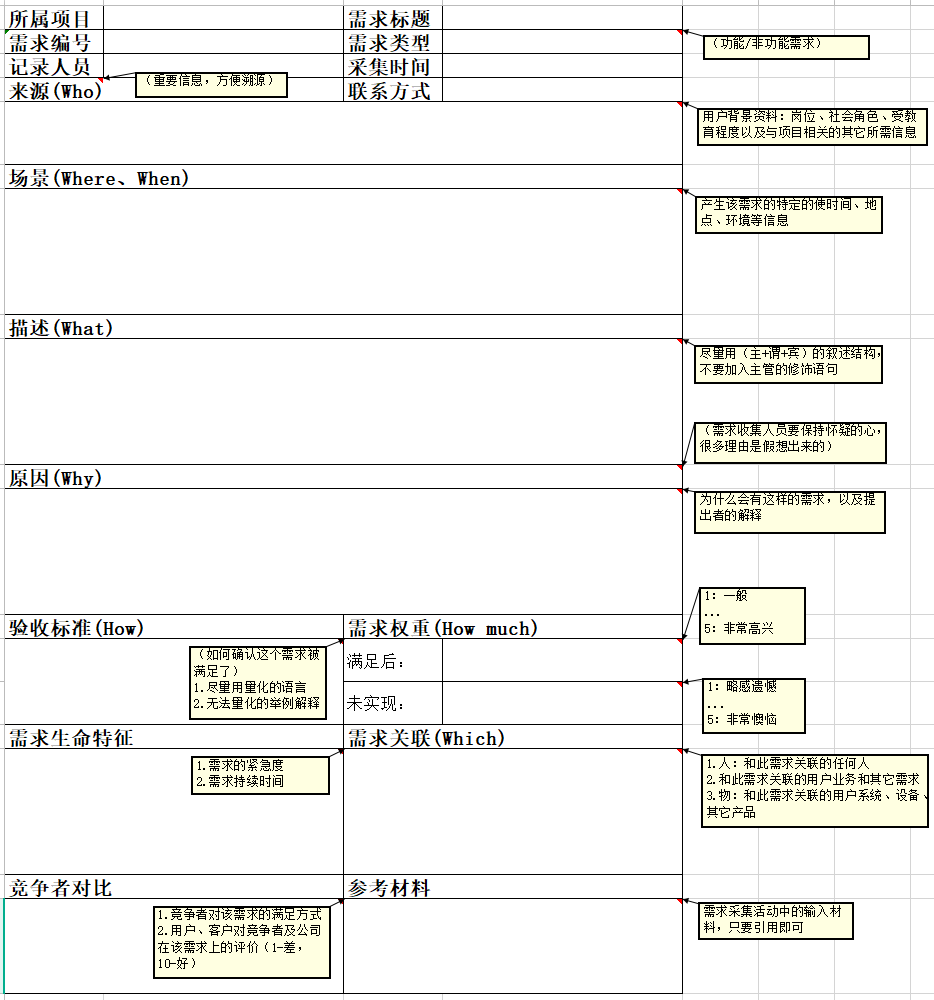 所属项目 需求标题
需求编号 需求类型
（功能/非功能需求）
记录人员 采集时间
（重要信息，方便溯源）
来源(Who) 联系方式
用户背景资料：岗位、社会角色、受教
育程度以及与项目相关的其它所需信息
场景(Where、When)
产生该需求的特定的使时间、地
点、环境等信息
描述(What)
尽量用（主+谓+宾）的叙述结构，
不要加入主管的修饰语句
（需求收集人员要保持怀疑的心，
很多理由是假想出来的）
原因(Why)
为什么会有这样的需求，以及提
出者的解释
验收标准(How) 需求权重(How much)
1：一般
...
5：非常高兴
（如何确认这个需求被
满足了）
1.尽量用量化的语言
2.无法量化的举例解释
满足后：
未实现：
1：略感遗憾
...
5：非常懊恼
需求生命特征 需求关联(Which)
1.需求的紧急度
2.需求持续时间
1.人：和此需求关联的任何人
2.和此需求关联的用户业务和其它需求
3.物：和此需求关联的用户系统、设备、
其它产品
竞争者对比 参考材料
1.竞争者对该需求的满足方式
2.用户、客户对竞争者及公司
在该需求上的评价（1-差，
10-好）
需求采集活动中的输入材
料，只要引用即可